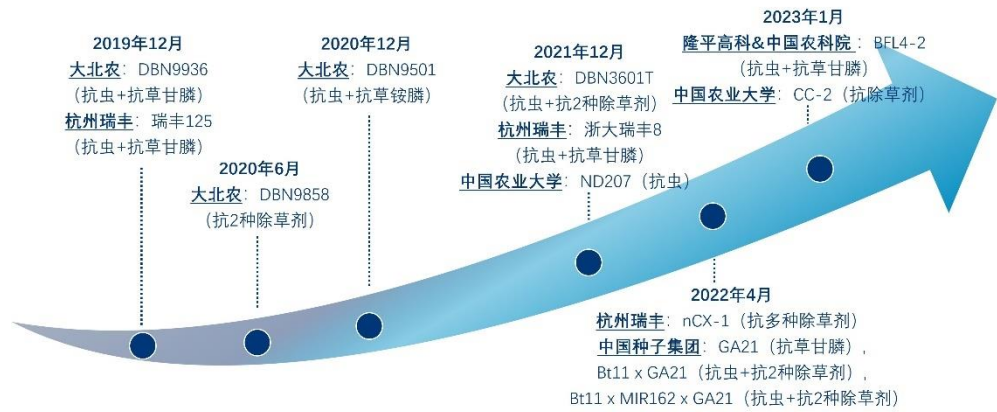 2019年12月
大北农：DBN9936
（抗虫+抗草甘膦）
杭州瑞丰：瑞丰125
（抗虫+抗草甘膦）
2020年6月
大北农：DBN9858
（抗2种除草剂）
2020年12月
大北农：DBN9501
（抗虫+抗草铵膦）
2021年12月
大北农：DBN3601T
（抗虫+抗2种除草剂）
杭州瑞丰：浙大瑞丰8
（抗虫+抗草甘膦）
中国农业大学：ND207（抗虫）
2022年4月
杭州瑞丰：nCX-1（抗多种除草剂）
中国种子集团：GA21（抗草甘膦），
Bt11 x GA21（抗虫+抗2种除草剂），
Bt11 x MIR162 x GA21（抗虫+抗2种除草剂）
2023年1月
隆平高科&中国农科院：BFL4-2
（抗虫+抗草甘膦）
中国农业大学：CC-2（抗除草剂）